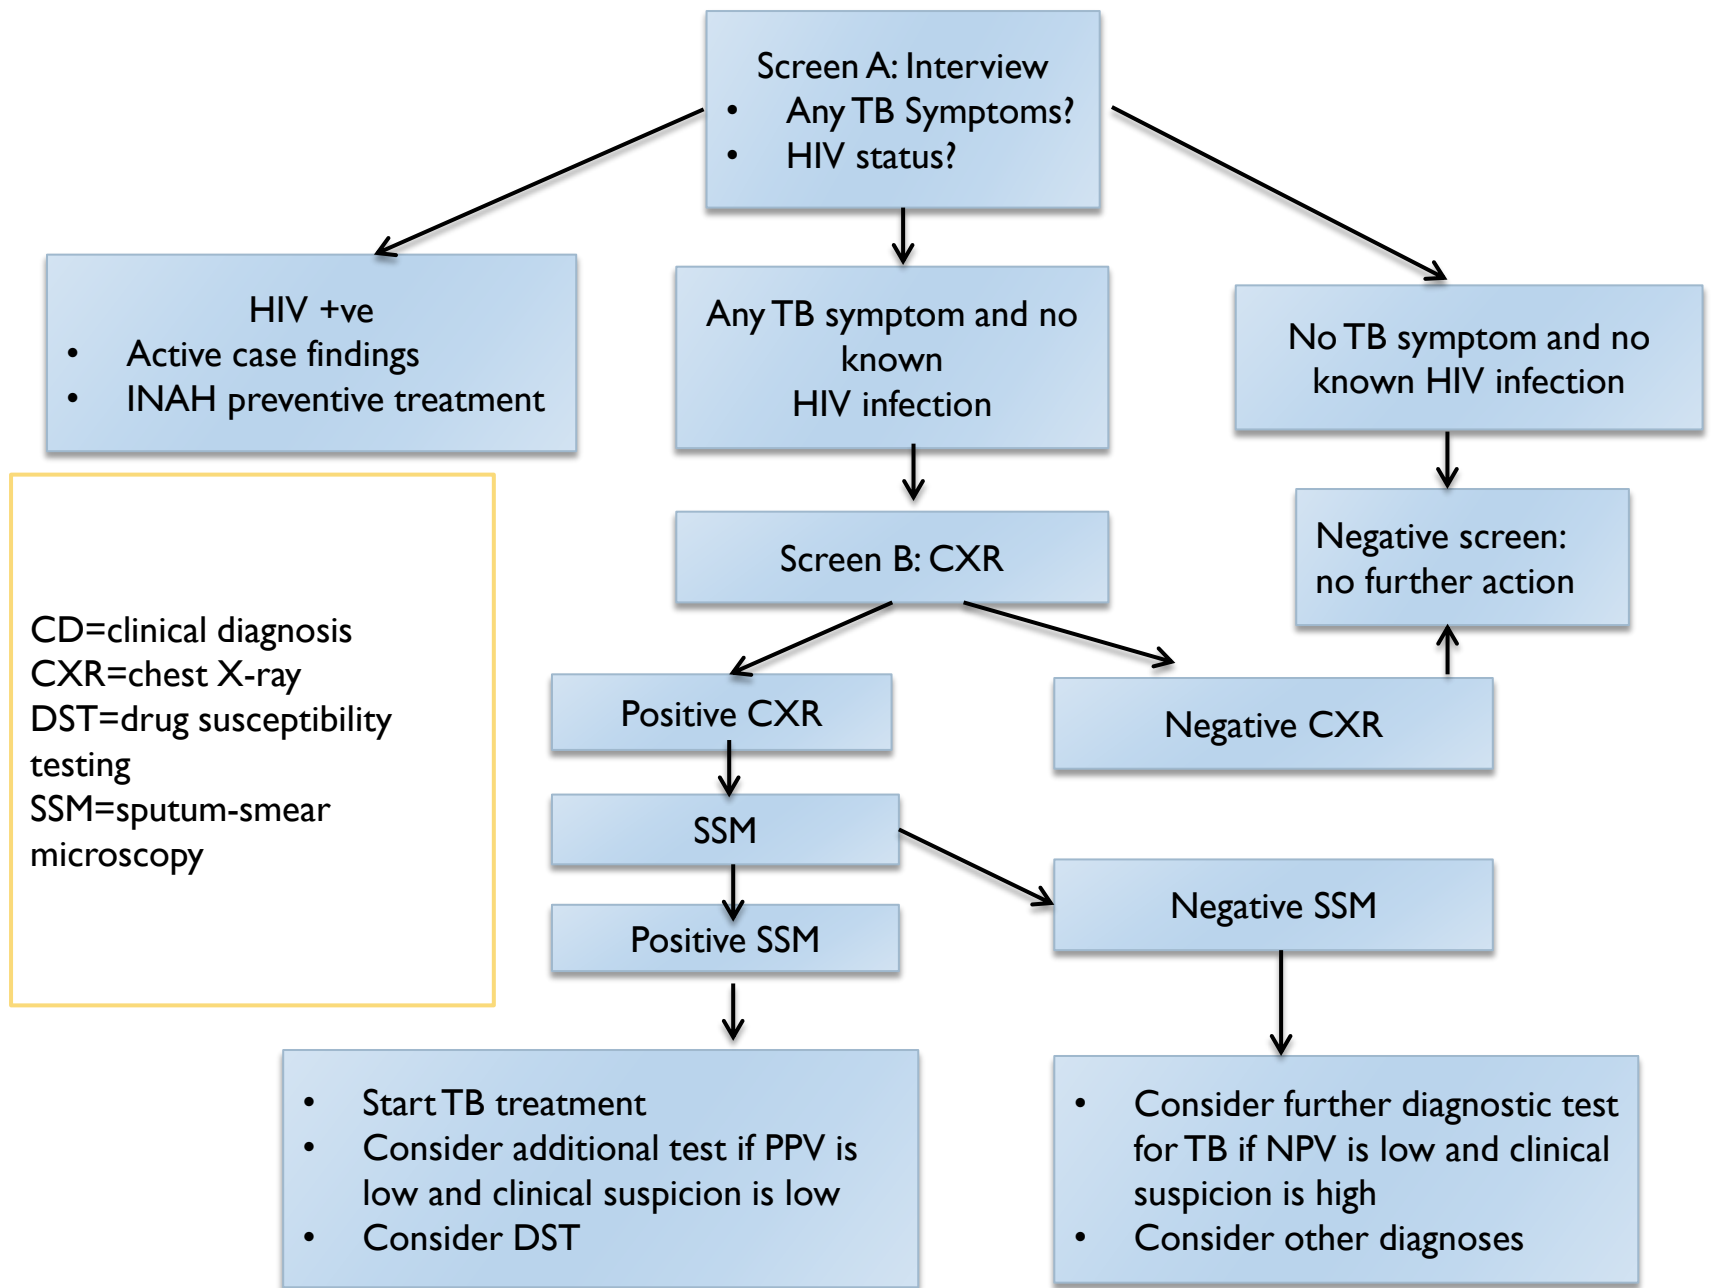 Screen A: Interview
• Any TB Symptoms?
• HIV status?
HIV +ve
• Active case findings
• INAH preventive treatment
Any TB symptom and no
known
HIV infection
No TB symptom and no
known HIV infection
Screen B: CXR
Negative screen:
no further action
CD=clinical diagnosis
CXR=chest X-ray
DST=drug susceptibility
testing
SSM=sputum-smear
microscopy
Positive CXR
Negative CXR
SSM
Positive SSM
Negative SSM
• Start TB treatment
• Consider additional test if PPV is
low and clinical suspicion is low
• Consider DST
• Consider further diagnostic test
for TB if NPV is low and clinical
suspicion is high
• Consider other diagnoses